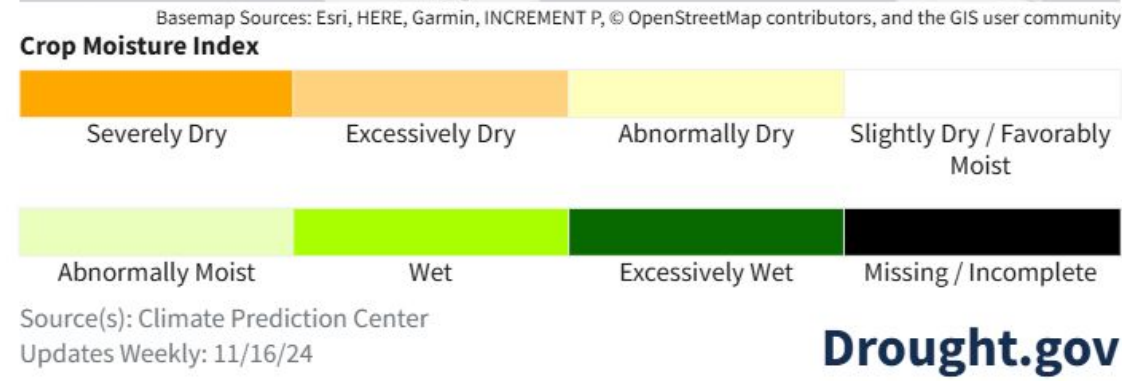 Basemap Sources: Esri, HERE, Garmin, INCREMENT P, © OpenStreetMap contributors, and the GIS user community
Crop Moisture Index
Severely Dry
Excessively Dry
Abnormally Dry
Slightly Dry / Favorably
Moist
Abnormally Moist
Wet
Excessively Wet
Missing / Incomplete
Source(s): Climate Prediction Center
Updates Weekly: 11/16/24
Drought.gov